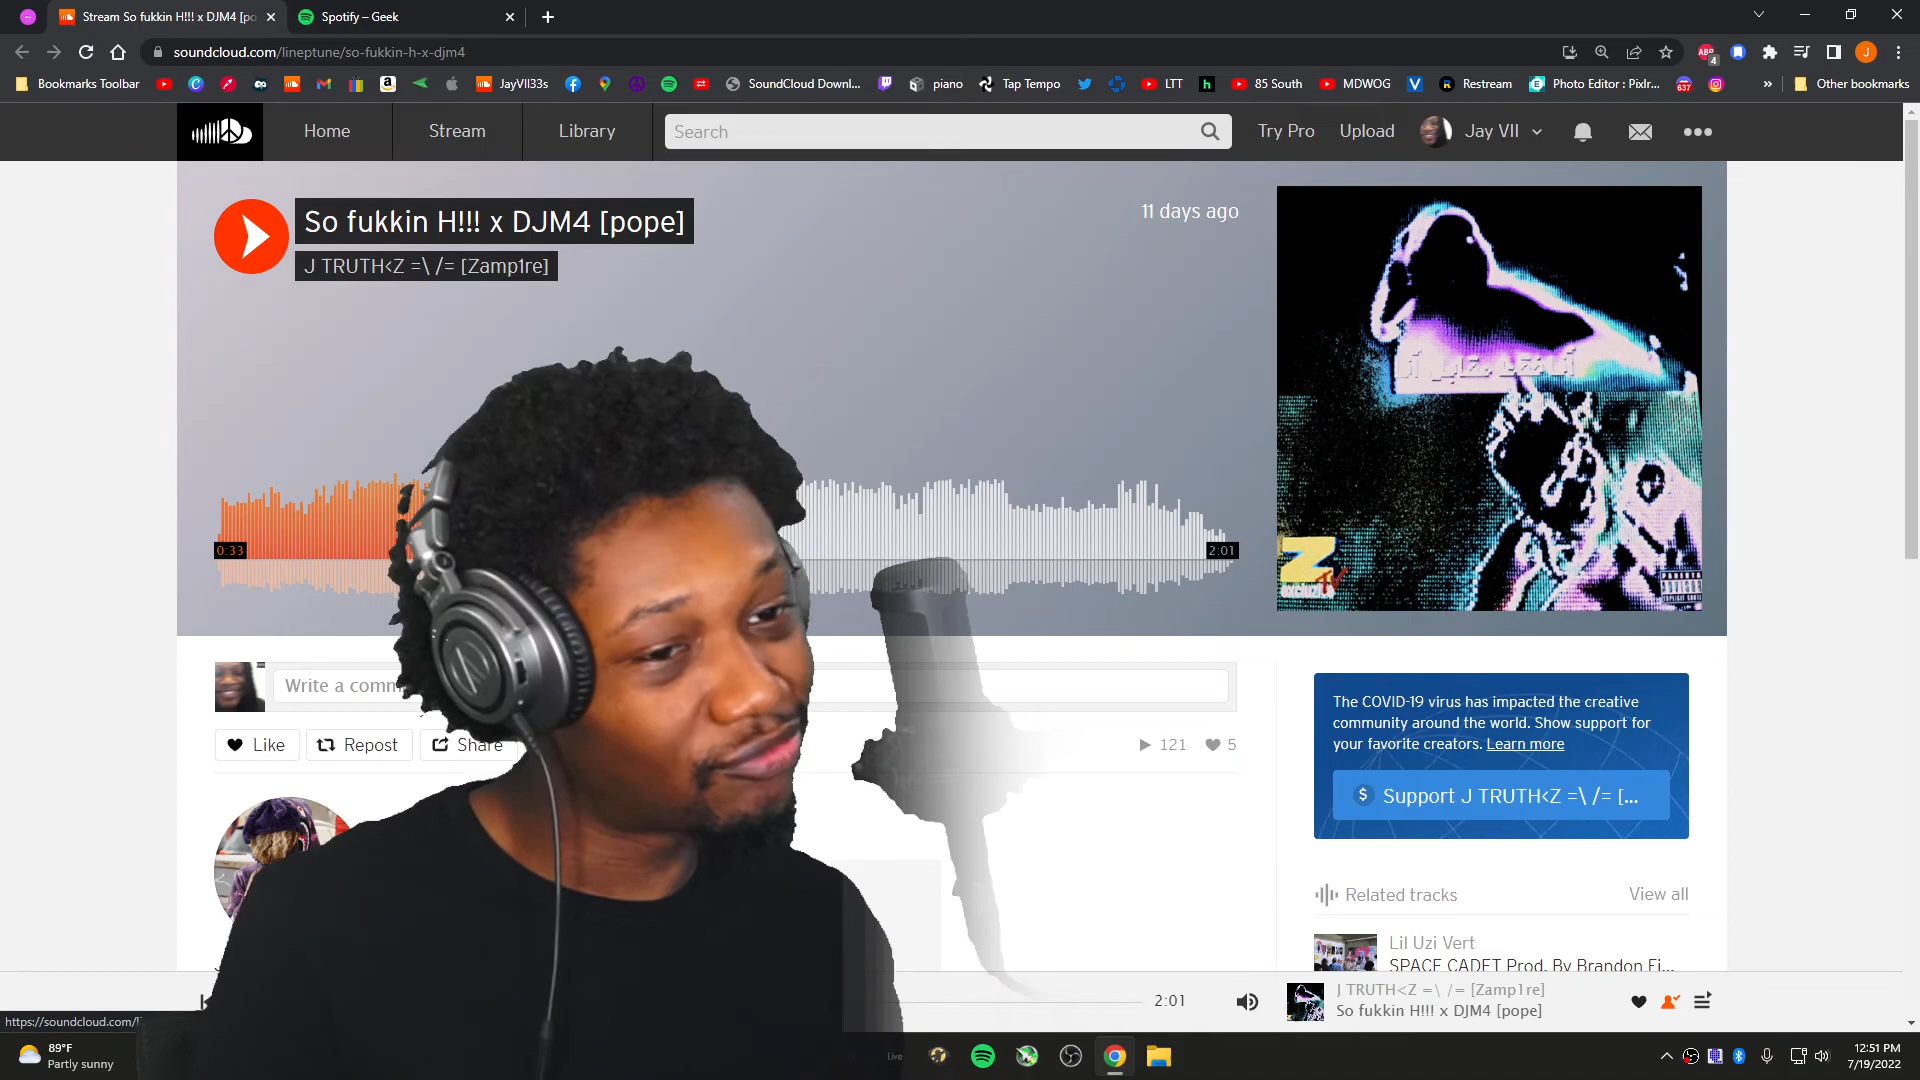 Stream So fukkin H!!! x DJM4 [po
Spotify – Geek
soundcloud.com/lineptune/so-fukkin-h-x-djm4
ABP
4
J
Bookmarks Toolbar
JayVII33s
SoundCloud Downl...
piano
Tap Tempo
LTT
h
85 South
MDWOG
V
R
Restream
Photo Editor : Pixlr...
637
»
Other bookmarks
Home
Stream
Library
Search
Try Pro
Upload
Jay VII
So fukkin H!!! x DJM4 [pope]
J TRUTH<Z =\ /= [Zamp1re]
11 days ago
0:33
2:01
Z
TV
Write a comm
Like
Repost
Share
121
5
The COVID-19 virus has impacted the creative
community around the world. Show support for
your favorite creators. Learn more
$ Support J TRUTH<Z =\ /= [...
Related tracks
View all
Lil Uzi Vert
SPACE CADET Prod. By Brandon Fi...
2:01
J TRUTH<Z =\ /= [Zamp1re]
So fukkin H!!! x DJM4 [pope]
https://soundcloud.com/l
89°F
Partly sunny
Live
12:51 PM
7/19/2022